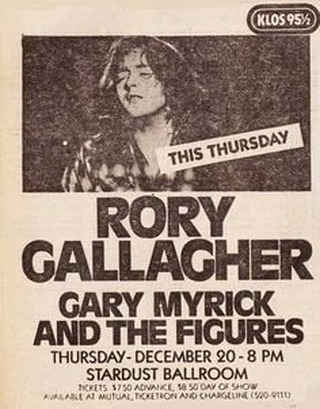 KLOS 95½
THIS THURSDAY
RORY
GALLAGHER
GARY MYRICK
AND THE FIGURES
THURSDAY- DECEMBER 20 - 8 PM
STARDUST BALLROOM
TICKETS $7.50 ADVANCE, $8.50 DAY OF SHOW
AVAILABLE AT MUTUAL, TICKETRON AND CHARGELINE (520-9111)